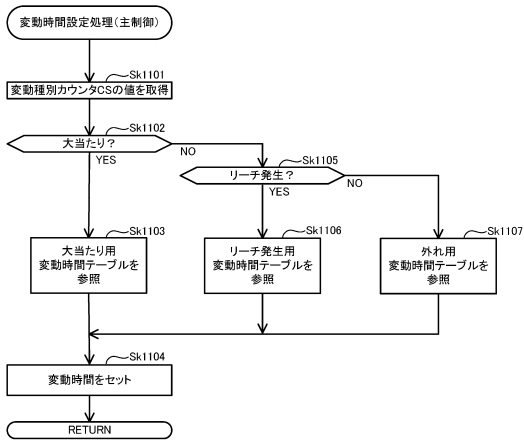 変動時間設定処理(主制御)
Sk1101
変動種別カウンタCSの値を取得
Sk1102
大当たり?
YES
NO
Sk1105
リーチ発生?
YES
NO
Sk1103
大当たり用
変動時間テーブルを
参照
Sk1106
リーチ発生用
変動時間テーブルを
参照
Sk1107
外れ用
変動時間テーブルを
参照
Sk1104
変動時間をセット
RETURN